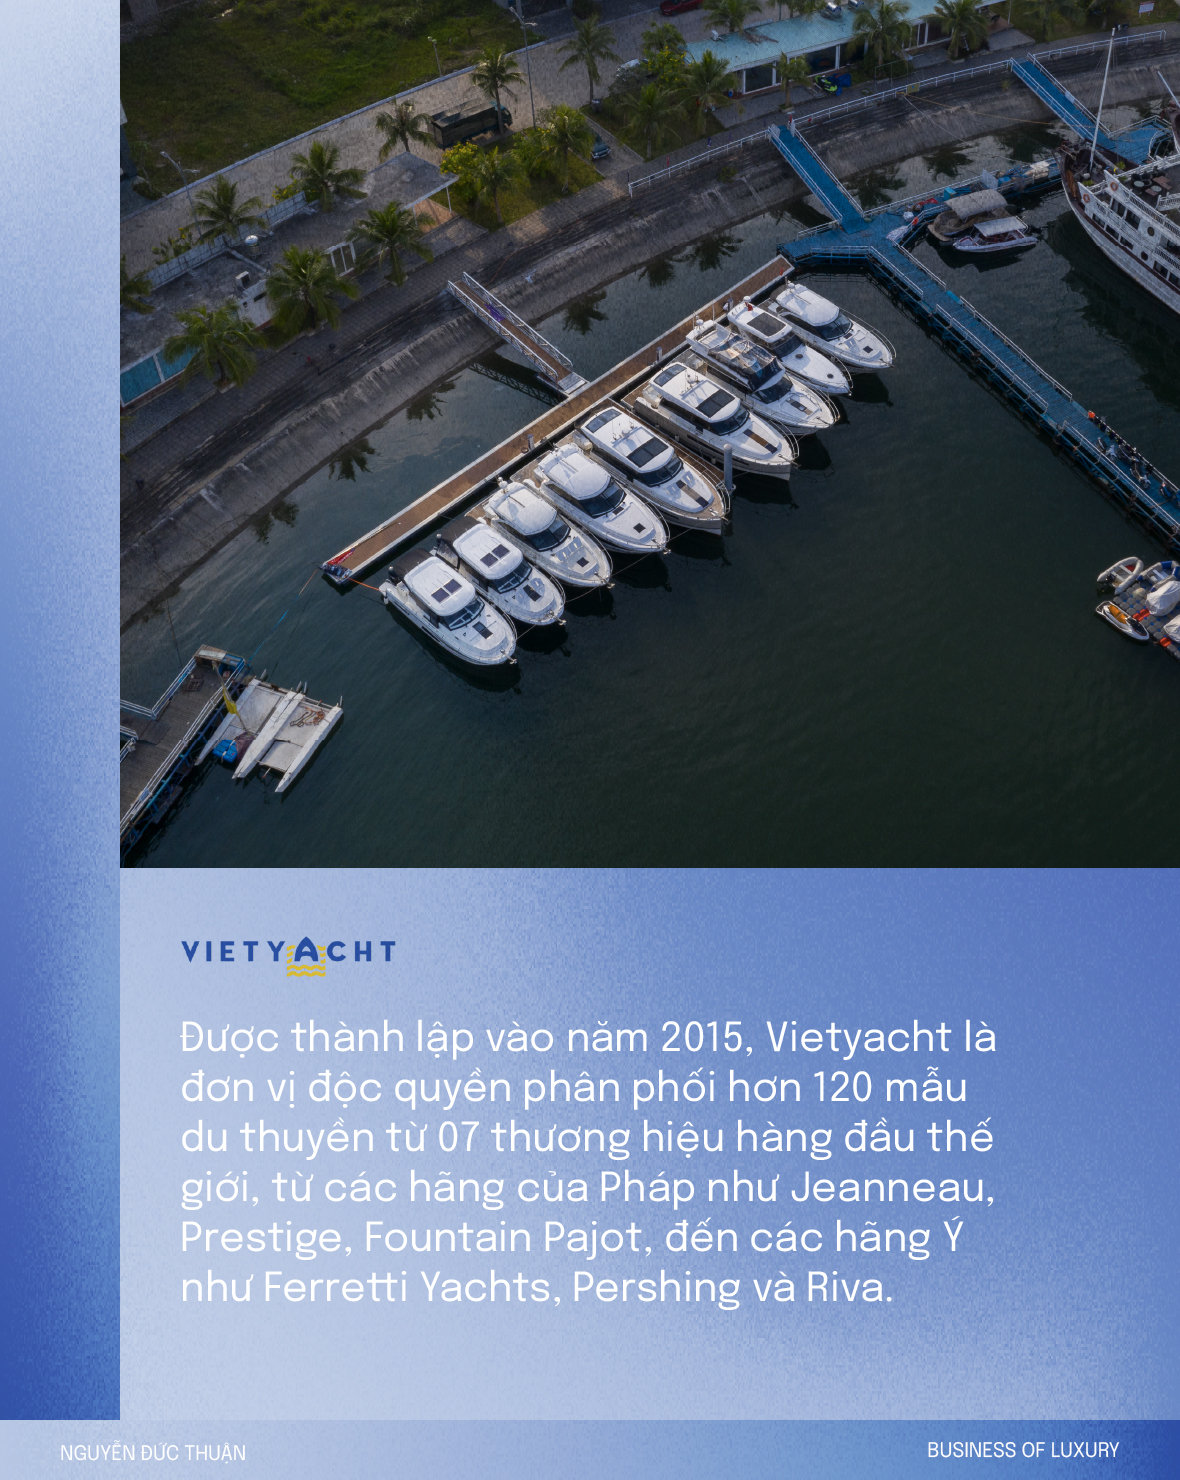 VIETYACHT
Được thành lập vào năm 2015, Vietyacht là
đơn vị độc quyền phân phối hơn 120 mẫu
du thuyền từ 07 thương hiệu hàng đầu thế
giới, từ các hãng của Pháp như Jeanneau,
Prestige, Fountain Pajot, đến các hãng Ý
như Ferretti Yachts, Pershing và Riva.
NGUYỄN ĐỨC THUẬN
BUSINESS OF LUXURY